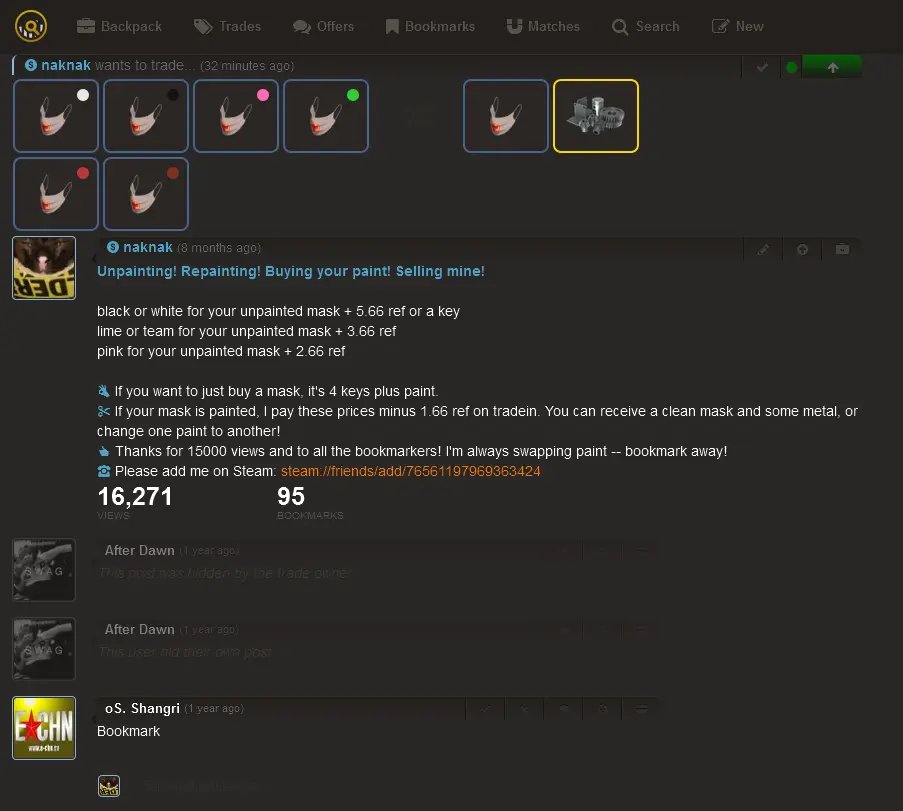 Backpack Trades Offers Bookmarks Matches Search New
naknak wants to trade... (32 minutes ago)
naknak (8 months ago)
Unpainting! Repainting! Buying your paint! Selling mine!
black or white for your unpainted mask + 5.66 ref or a key
lime or team for your unpainted mask + 3.66 ref
pink for your unpainted mask + 2.66 ref
If you want to just buy a mask, it's 4 keys plus paint.
If your mask is painted, I pay these prices minus 1.66 ref on tradein. You can receive a clean mask and some metal, or
change one paint to another!
Thanks for 15000 views and to all the bookmarkers! I'm always swapping paint -- bookmark away!
Please add me on Steam: steam://friends/add/76561197969363424
16,271 95
VIEWS BOOKMARKS
After Dawn (1 year ago)
SWAG
This post was hidden by the trade owner
After Dawn (1 year ago)
SWAG
This user hid their own post
oS. Shangri (1 year ago)
E CHN
www.e-chn.cn
Bookmark